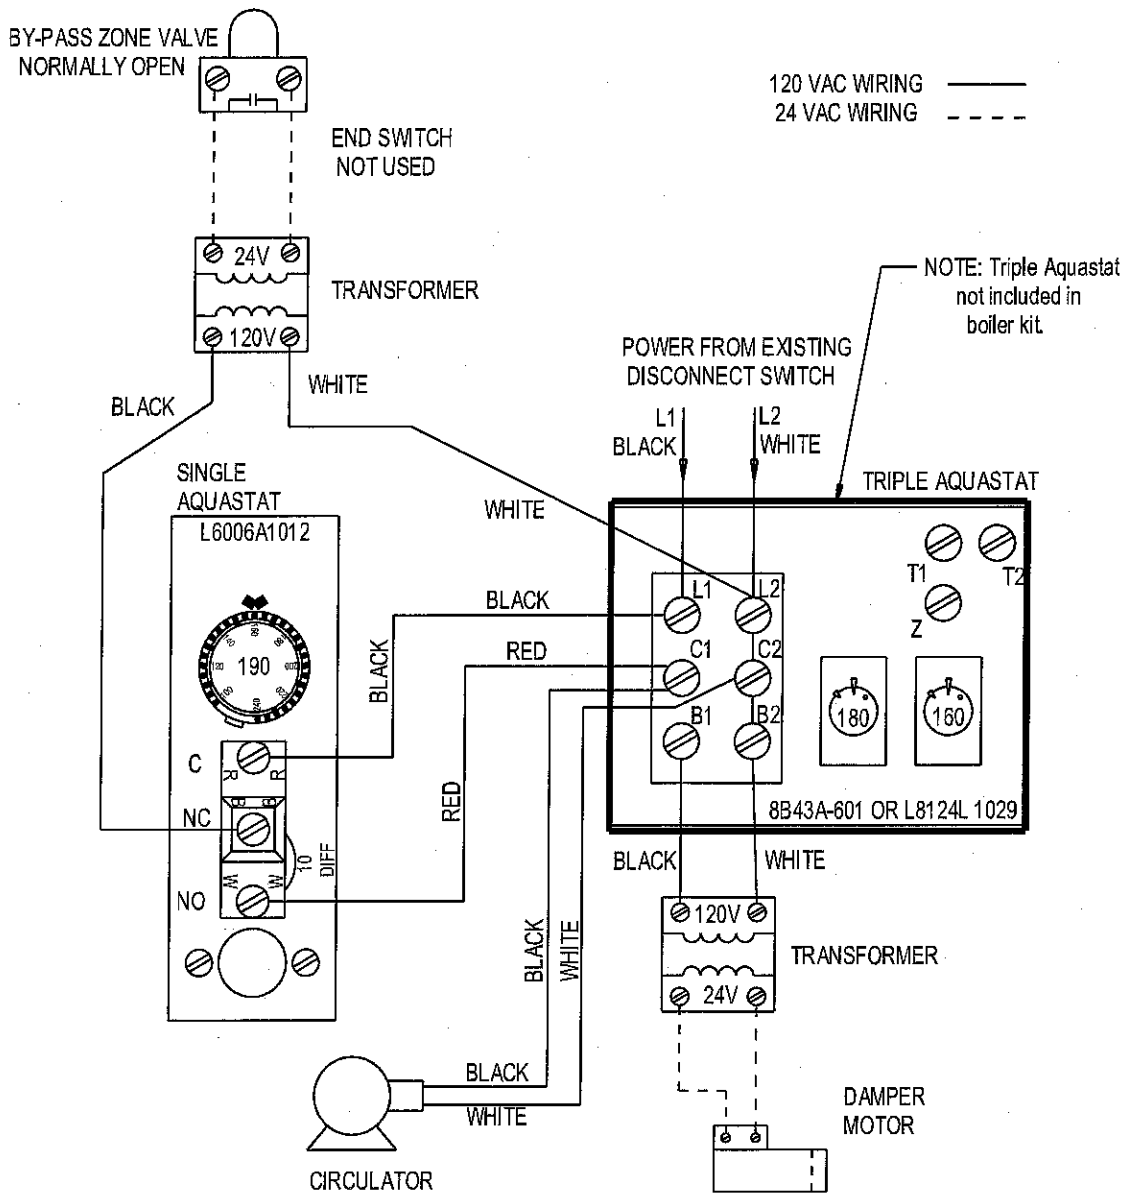 BY-PASS ZONE VALVE
NORMALLY OPEN
120 VAC WIRING
24 VAC WIRING
END SWITCH
NOT USED
24V
TRANSFORMER
120V
NOTE: Triple Aquastat
not included in
boiler kit.
POWER FROM EXISTING
DISCONNECT SWITCH
BLACK
WHITE
L1
BLACK
L2
WHITE
SINGLE
AQUASTAT
L6006A1012
WHITE
TRIPLE AQUASTAT
T1
T2
Z
L1
L2
BLACK
BLACK
RED
C1
C2
190
180
160
B1
B2
C
R
R
NC
B
B
RED
10
DIFF
NO
W
W
8B43A-601 OR L8124L 1029
BLACK
WHITE
120V
TRANSFORMER
24V
BLACK
WHITE
BLACK
WHITE
CIRCULATOR
DAMPER
MOTOR